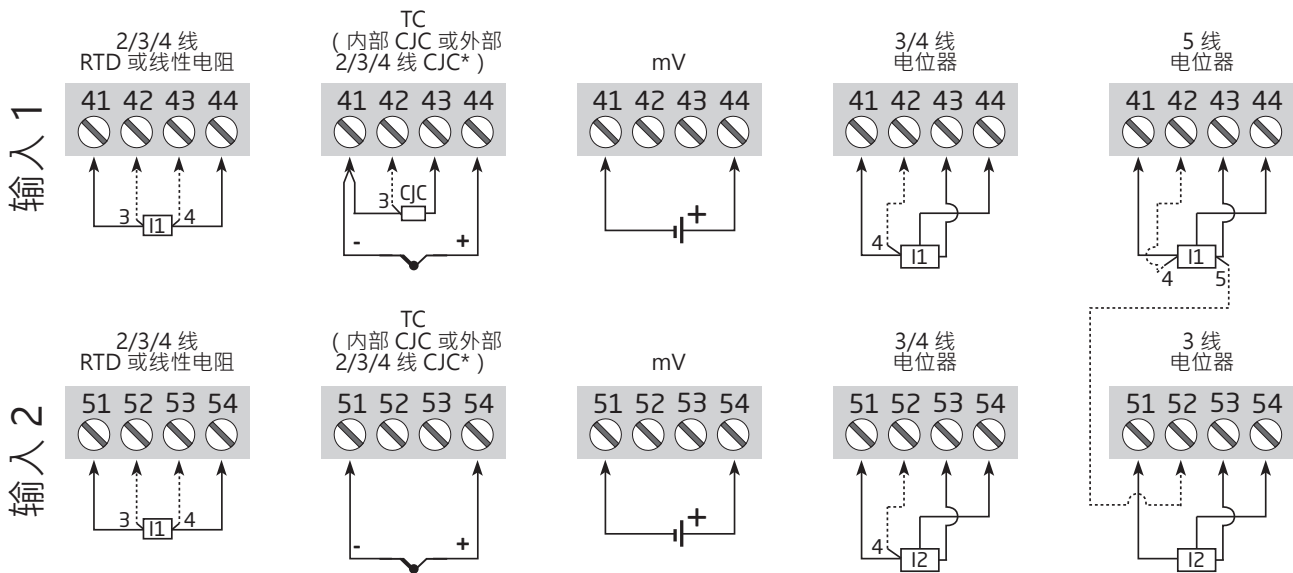 输入 1
2/3/4 线
RTD 或线性电阻
41 42 43 44
3 I1 4
TC
( 内部 CJC 或外部
2/3/4 线 CJC* )
41 42 43 44
3 CJC
- +
mV
41 42 43 44
+
3/4 线
电位器
41 42 43 44
4 I1
5 线
电位器
41 42 43 44
I1
4 5
输入 2
2/3/4 线
RTD 或线性电阻
51 52 53 54
3 I1 4
TC
( 内部 CJC 或外部
2/3/4 线 CJC* )
51 52 53 54
- +
mV
51 52 53 54
+
3/4 线
电位器
51 52 53 54
4 I2
3 线
电位器
51 52 53 54
I2